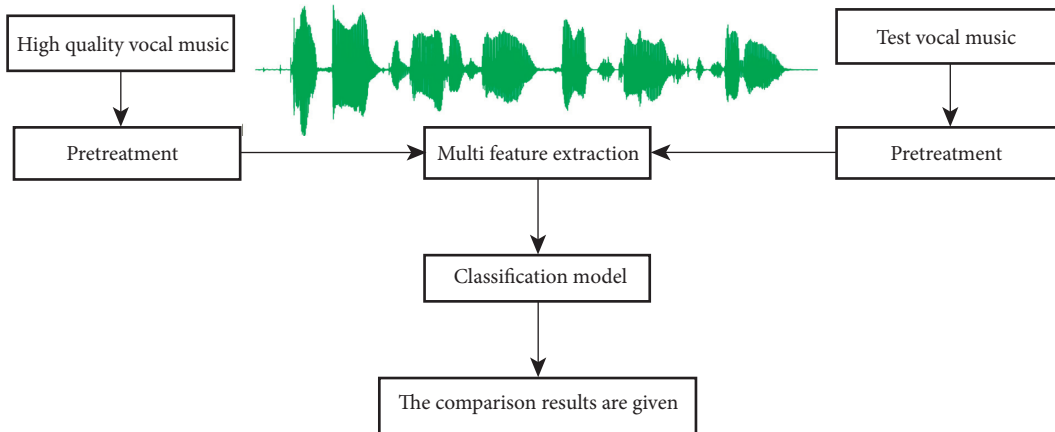 High quality vocal music
Test vocal music
Pretreatment
Multi feature extraction
Pretreatment
Classification model
The comparison results are given